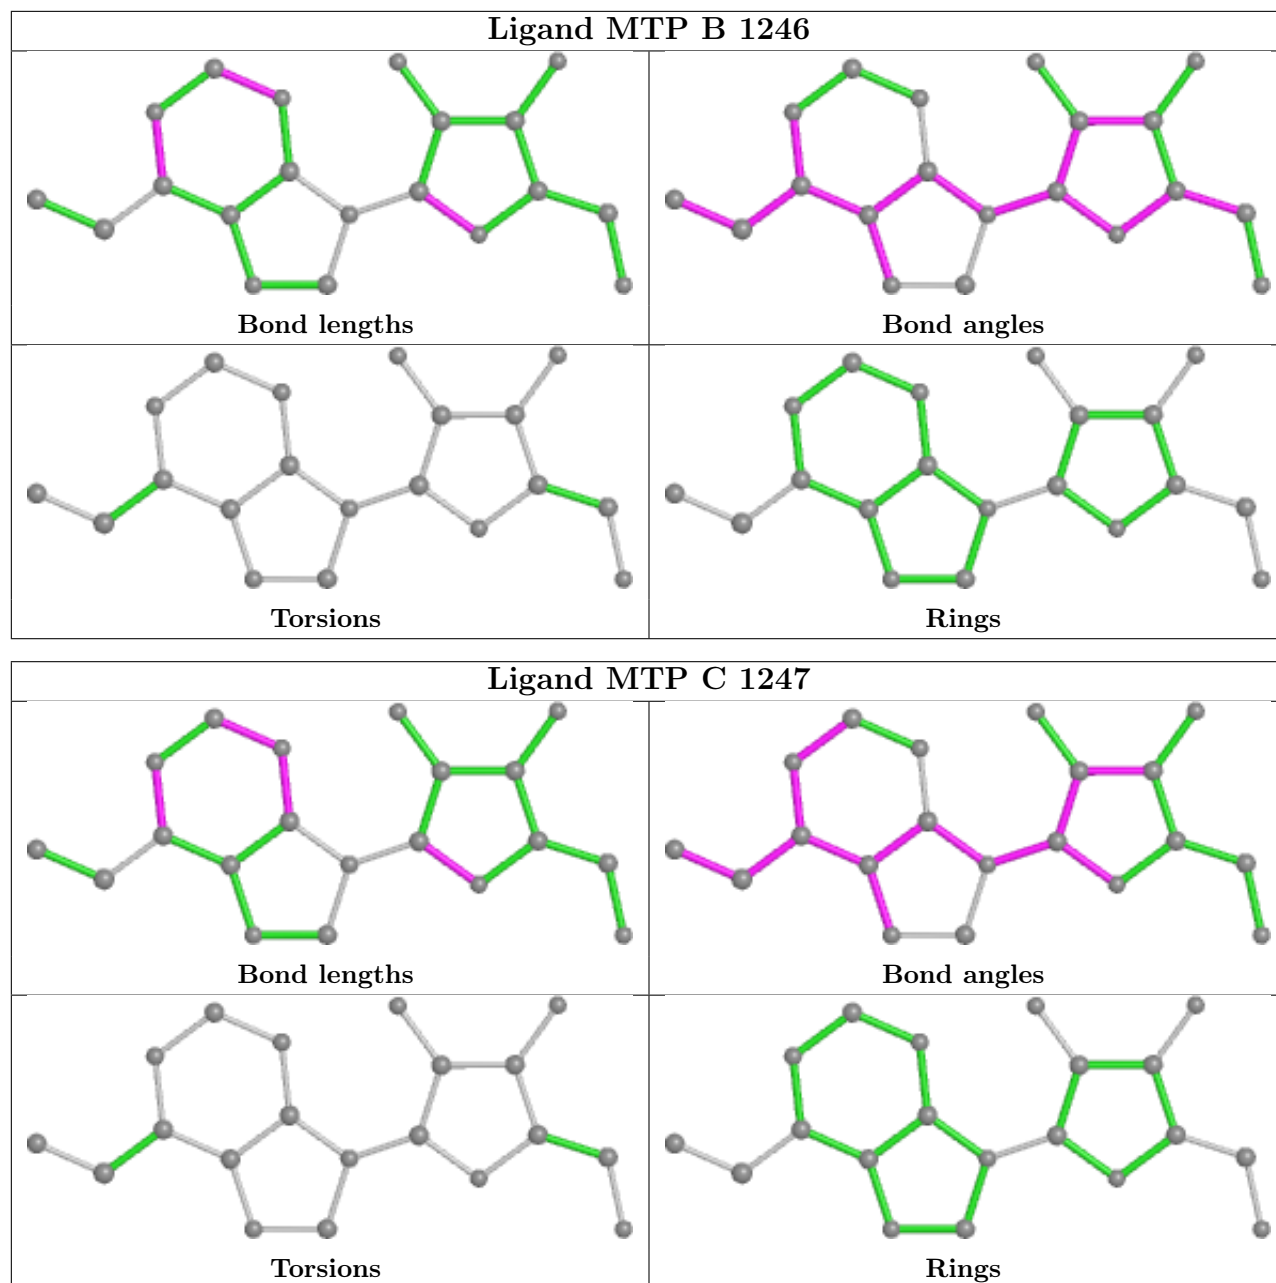 Ligand MTP B 1246
Bond lengths
Bond angles
Torsions
Rings
Ligand MTP C 1247
Bond lengths
Bond angles
Torsions
Rings